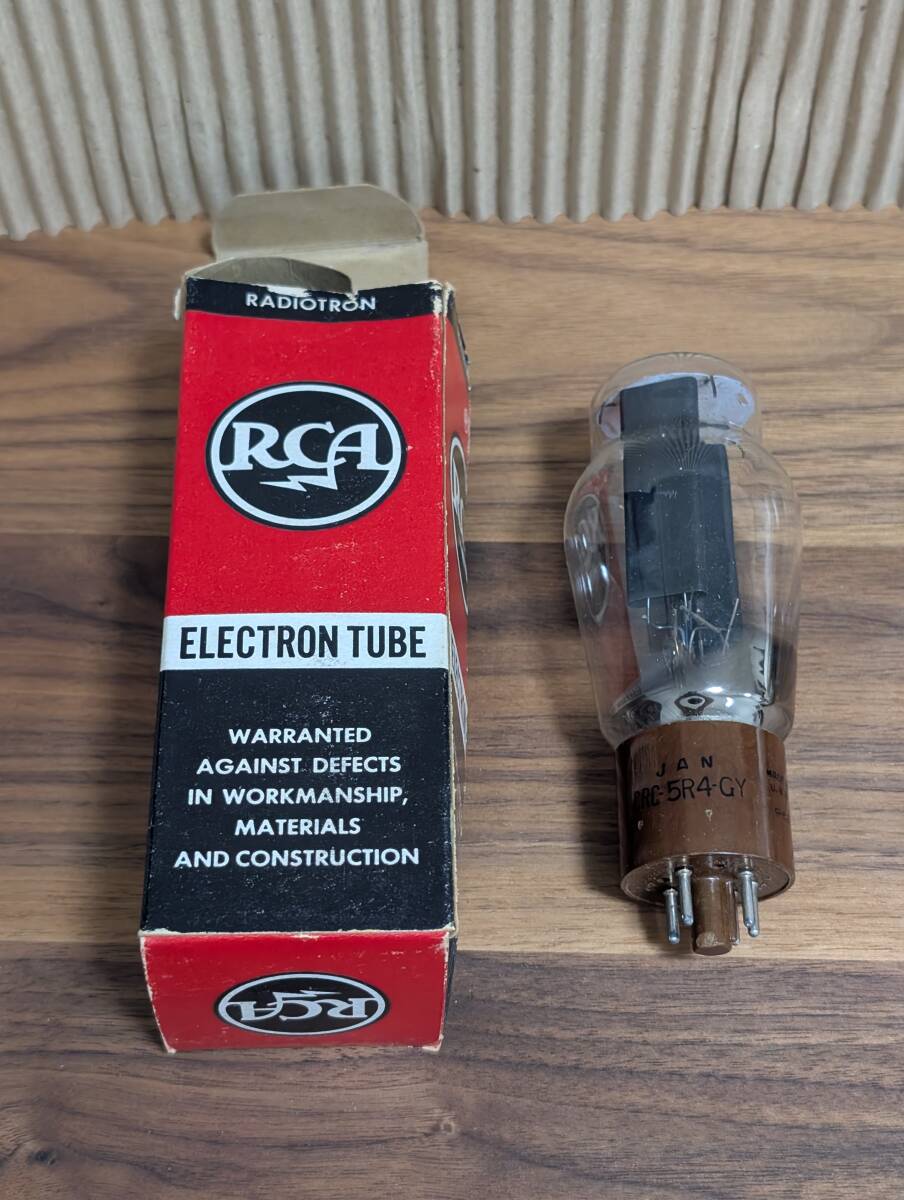 RADIOTRON
RCA
ELECTRON TUBE
WARRANTED
AGAINST DEFECTS
IN WORKMANSHIP,
MATERIALS
AND CONSTRUCTION
RCA
JAN
CRC-5R4-GY